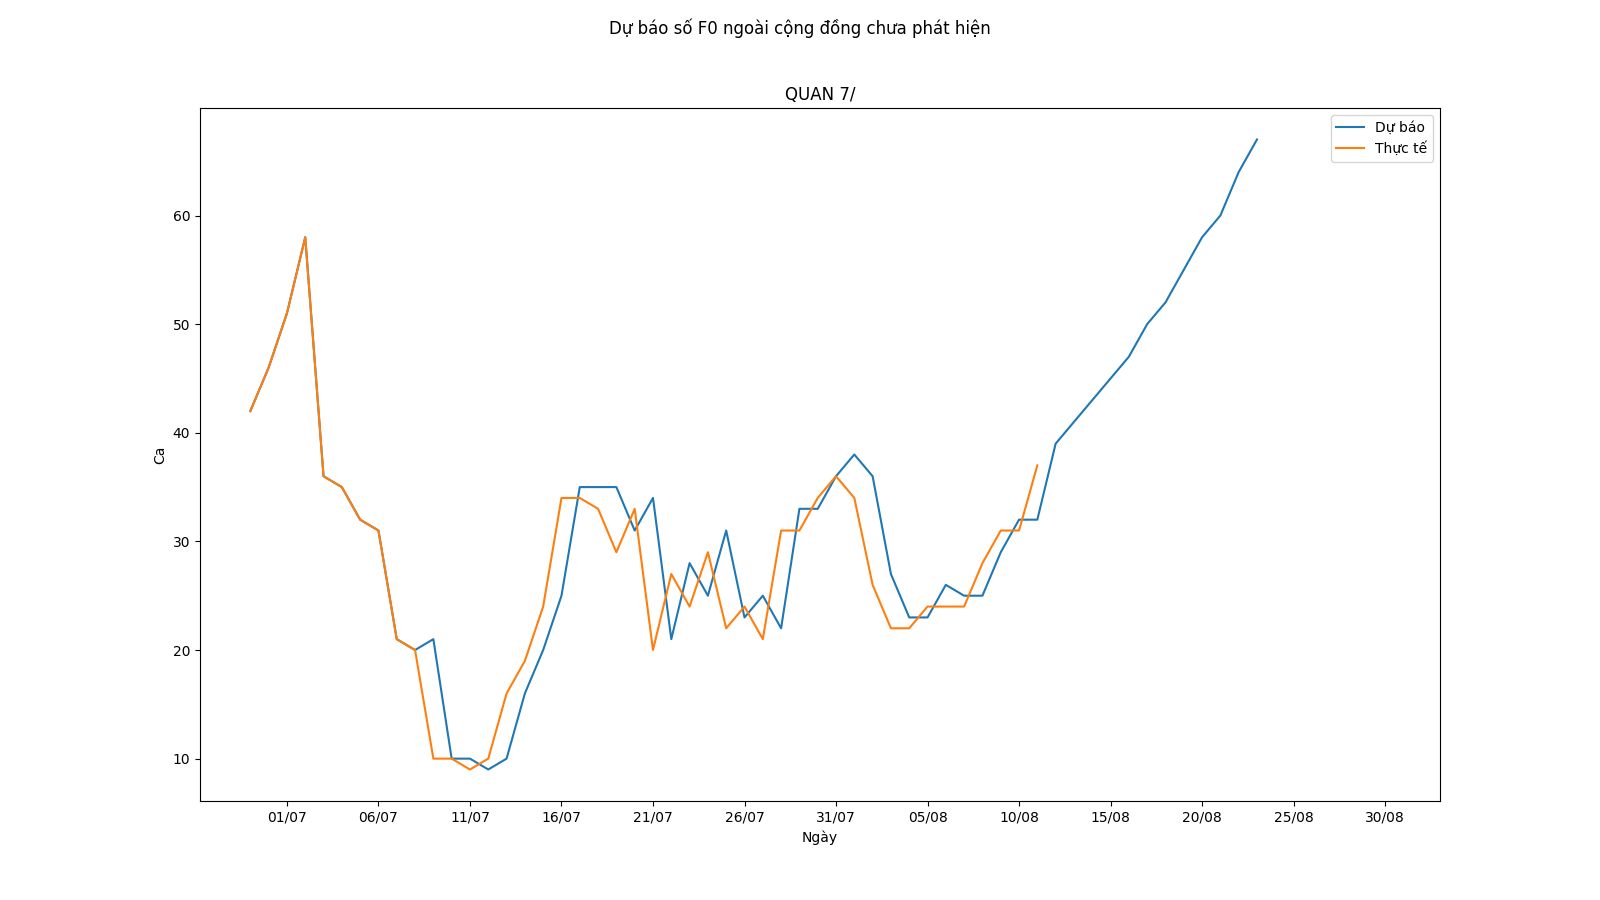 Dự báo số F0 ngoài cộng đồng chưa phát hiện
QUAN 7/
Dự báo
Thực tế
60
50
40
30
20
10
Ca
01/07 06/07 11/07 16/07 21/07 26/07 31/07 05/08 10/08 15/08 20/08 25/08 30/08
Ngày